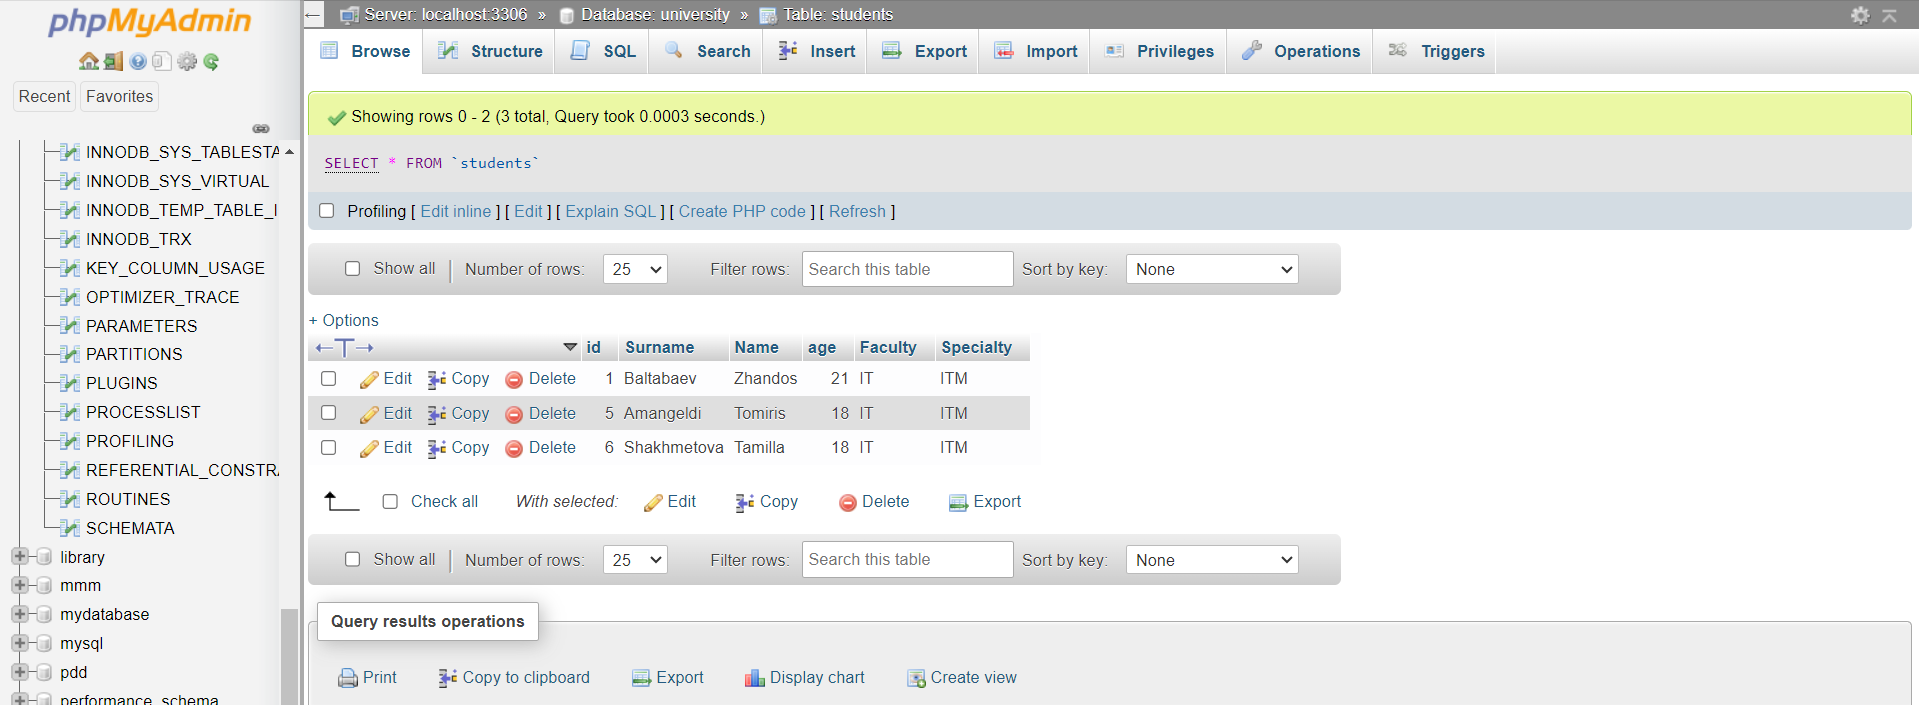 phpMyAdmin
Recent Favorites
INNODB_SYS_TABLESTA
INNODB_SYS_VIRTUAL
INNODB_TEMP_TABLE_I
INNODB_TRX
KEY_COLUMN_USAGE
OPTIMIZER_TRACE
PARAMETERS
PARTITIONS
PLUGINS
PROCESSLIST
PROFILING
REFERENTIAL_CONSTRA
ROUTINES
SCHEMATA
library
mmm
mydatabase
mysql
pdd
performance_schema
Server: localhost:3306 » Database: university » Table: students
Browse Structure SQL Search Insert Export Import Privileges Operations Triggers
Showing rows 0 - 2 (3 total, Query took 0.0003 seconds.)
SELECT * FROM `students`
Profiling [ Edit inline ] [ Edit ] [ Explain SQL ] [ Create PHP code ] [ Refresh ]
Show all | Number of rows: 25 Filter rows: Search this table Sort by key: None
+ Options
←T→ id Surname Name age Faculty Specialty
Edit Copy Delete 1 Baltabaev Zhandos 21 IT ITM
Edit Copy Delete 5 Amangeldi Tomiris 18 IT ITM
Edit Copy Delete 6 Shakhmetova Tamilla 18 IT ITM
Check all With selected: Edit Copy Delete Export
Show all | Number of rows: 25 Filter rows: Search this table Sort by key: None
Query results operations
Print Copy to clipboard Export Display chart Create view